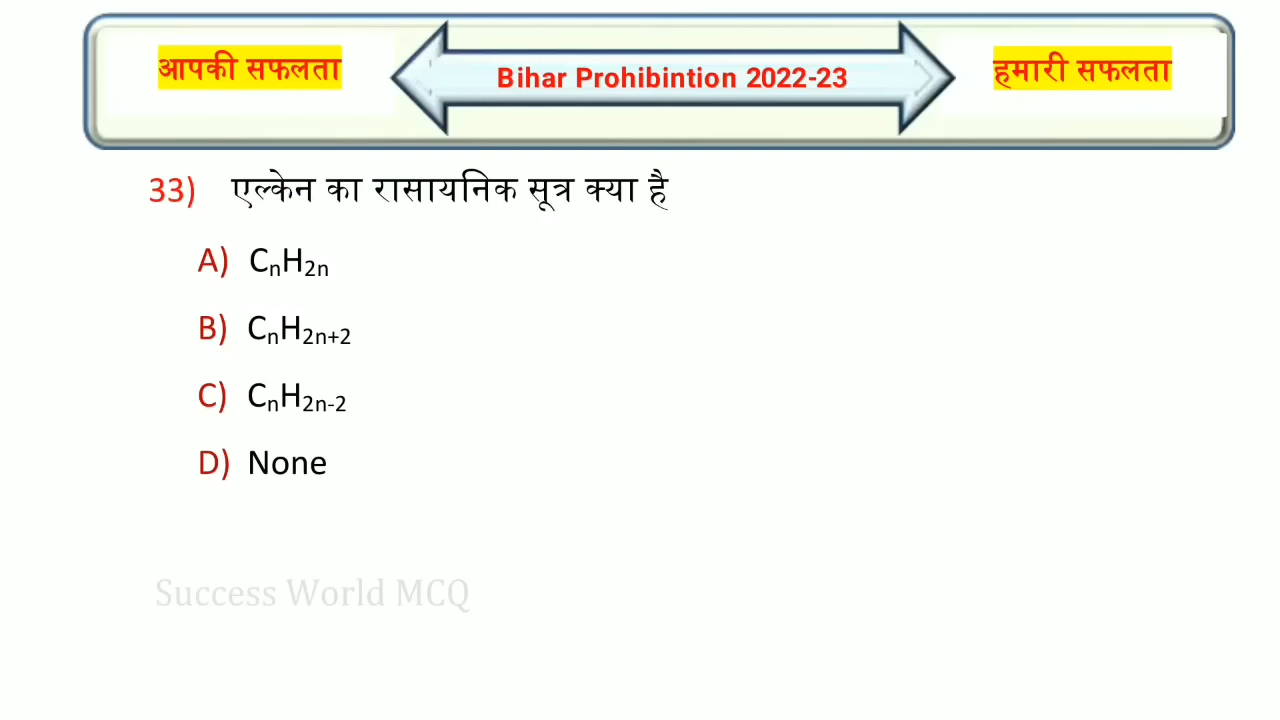 आपकी सफलता
Bihar Prohibintion 2022-23
हमारी सफलता
33) एल्केन का रासायनिक सूत्र क्या है
A) CₙH₂ₙ
B) CₙH₂ₙ₊₂
C) CₙH₂ₙ₋₂
D) None
Success World MCQ